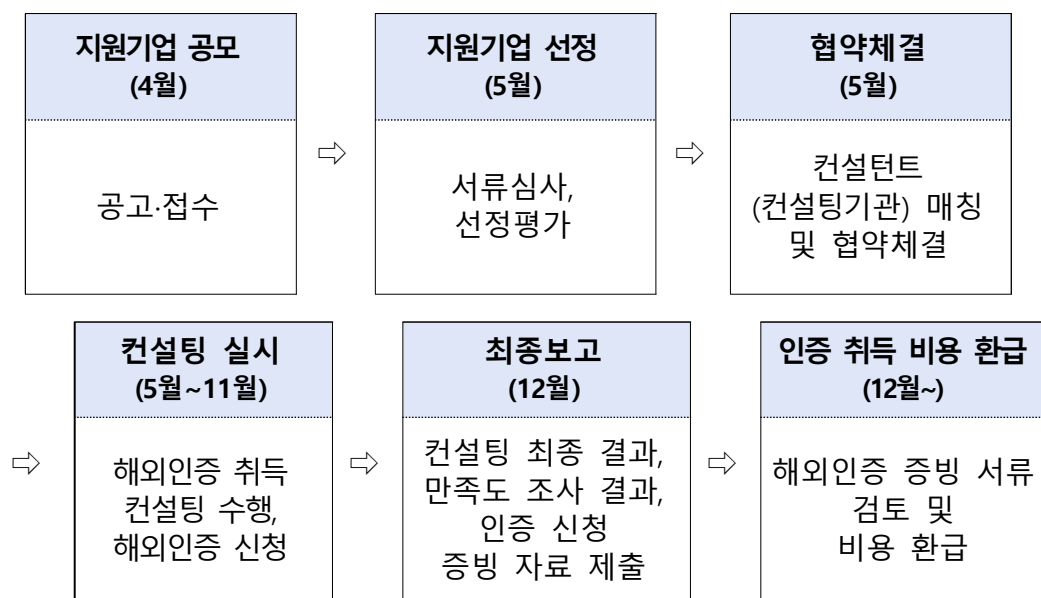 지원기업 공모
(4월)
공고·접수
⇨
지원기업 선정
(5월)
서류심사,
선정평가
⇨
협약체결
(5월)
컨설턴트
(컨설팅기관) 매칭
및 협약체결
⇨
컨설팅 실시
(5월~11월)
해외인증 취득
컨설팅 수행,
해외인증 신청
⇨
최종보고
(12월)
컨설팅 최종 결과,
만족도 조사 결과,
인증 신청
증빙 자료 제출
⇨
인증 취득 비용 환급
(12월~)
해외인증 증빙 서류
검토 및
비용 환급